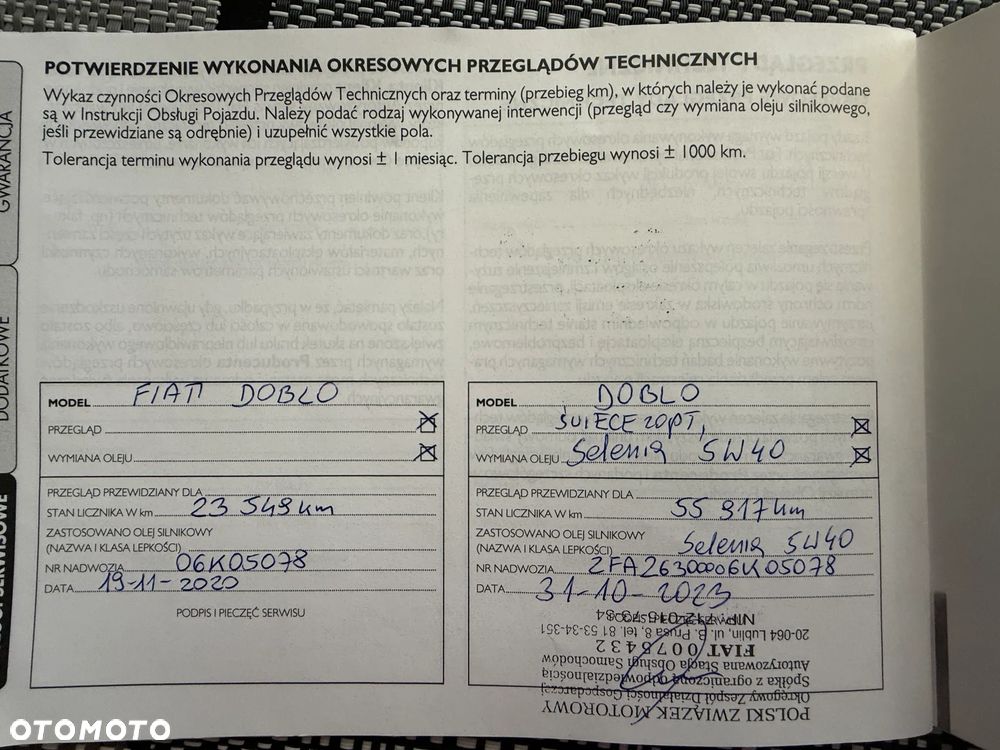 POTWIERDZENIE WYKONANIA OKRESOWYCH PRZEGLĄDÓW TECHNICZNYCH
Wykaz czynności Okresowych Przeglądów Technicznych oraz terminy (przebieg km), w których należy je wykonać podane
są w Instrukcji Obsługi Pojazdu. Należy podać rodzaj wykonywanej interwencji (przegląd czy wymiana oleju silnikowego,
jeśli przewidziane są odrębnie) i uzupełnić wszystkie pola.
Tolerancja terminu wykonania przeglądu wynosi ± 1 miesiąc. Tolerancja przebiegu wynosi ± 1000 km.
GWARANCJA
DODATKOWE
SERWISOWE
MODEL FIAT DOBLO
PRZEGLĄD
WYMIANA OLEJU
PRZEGLĄD PRZEWIDZIANY DLA
STAN LICZNIKA W km 23 549 km
ZASTOSOWANO OLEJ SILNIKOWY
(NAZWA I KLASA LEPKOŚCI)
NR NADWOZIA 06K05078
DATA 19-11-2020
PODPIS I PIECZĘĆ SERWISU
MODEL DOBLO
PRZEGLĄD ŚWIECE ZAPŁ,
WYMIANA OLEJU Selenia 5W40
PRZEGLĄD PRZEWIDZIANY DLA
STAN LICZNIKA W km 55 917 km
ZASTOSOWANO OLEJ SILNIKOWY
(NAZWA I KLASA LEPKOŚCI) Selenia 5W40
NR NADWOZIA ZFA26300006K05078
DATA 31-10-2023
POLSKI ZWIĄZEK MOTOROWY
Okręgowy Zespół Działalności Gospodarczej
Spółka z ograniczoną odpowiedzialnością
Autoryzowana Stacja Obsługi Samochodów
FIAT 0075432
20-064 Lublin, ul. B. Prusa 8, tel. 81 53-34-351
OTOMOTO